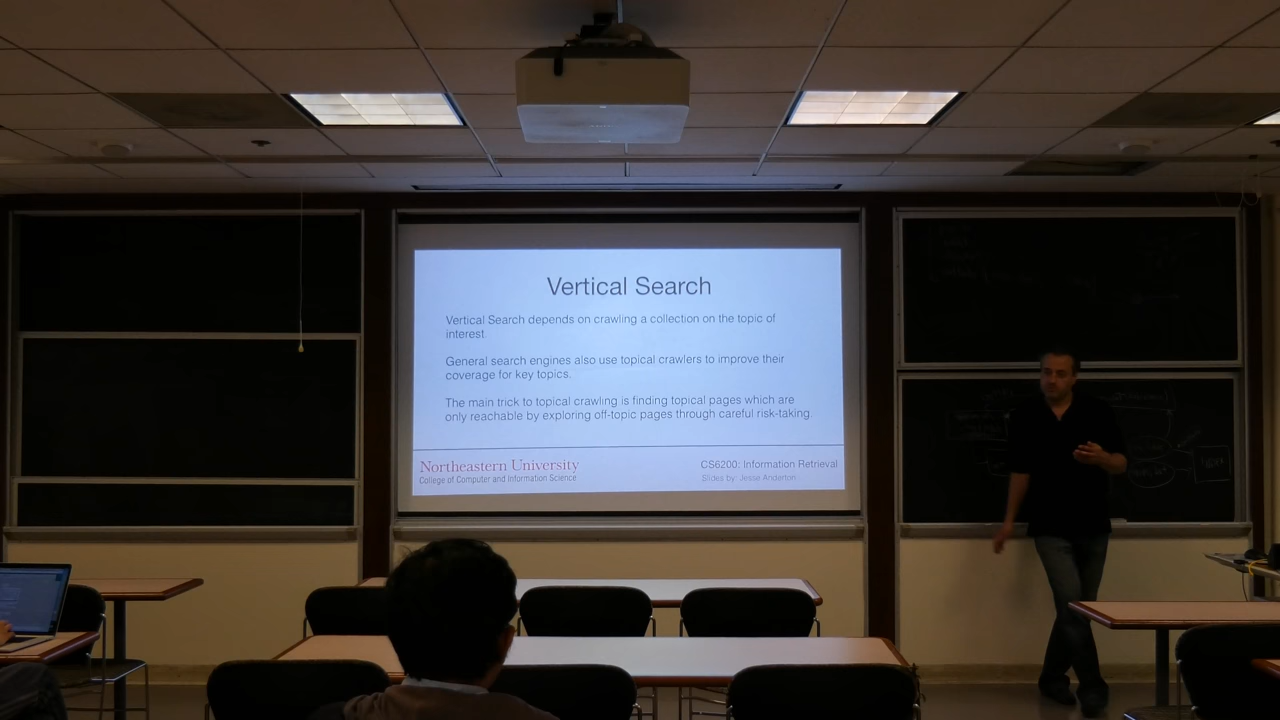 Vertical Search
Vertical Search depends on crawling a collection on the topic of
interest.
General search engines also use topical crawlers to improve their
coverage for key topics.
The main trick to topical crawling is finding topical pages which are
only reachable by exploring off-topic pages through careful risk-taking.
Northeastern University
College of Computer and Information Science
CS6200: Information Retrieval
Slides by: Jesse Anderton